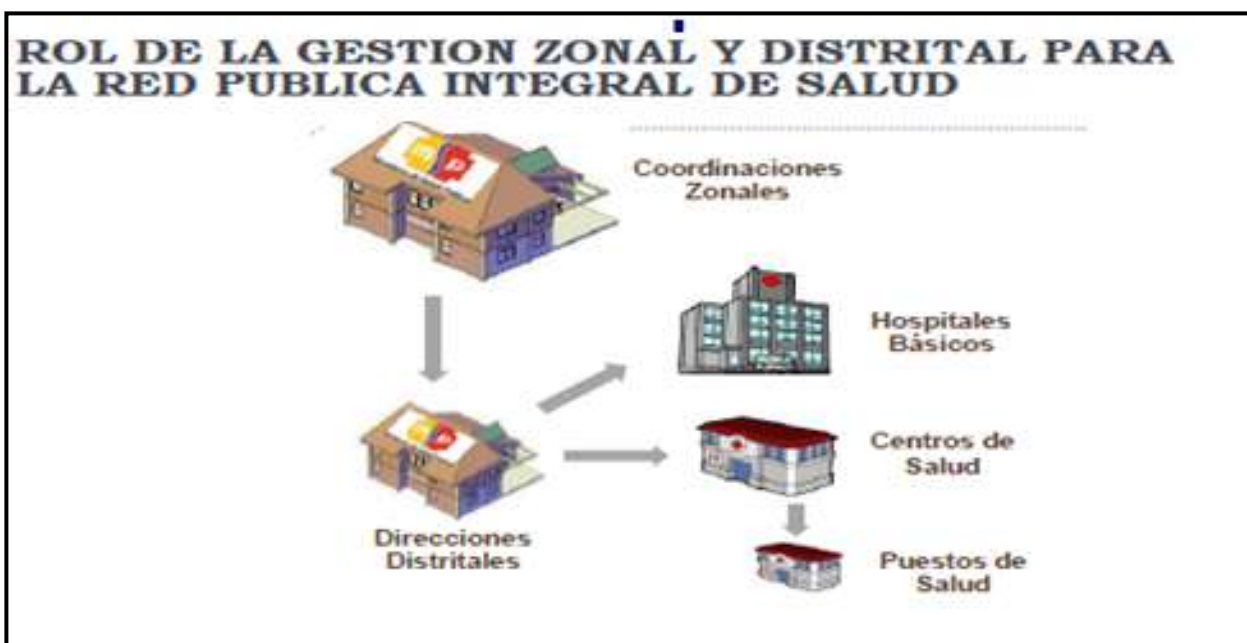 ROL DE LA GESTION ZONAL Y DISTRITAL PARA
LA RED PUBLICA INTEGRAL DE SALUD
Coordinaciones
Zonales
Hospitales
Básicos
Centros de
Salud
Direcciones
Distritales
Puestos de
Salud